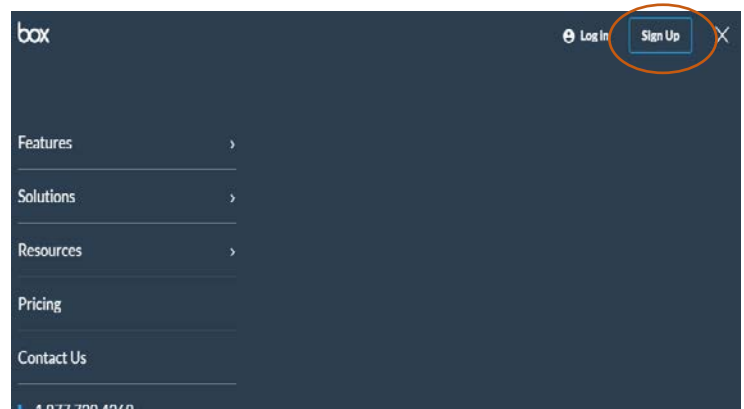 box
Log In
Sign Up
Features
Solutions
Resources
Pricing
Contact Us